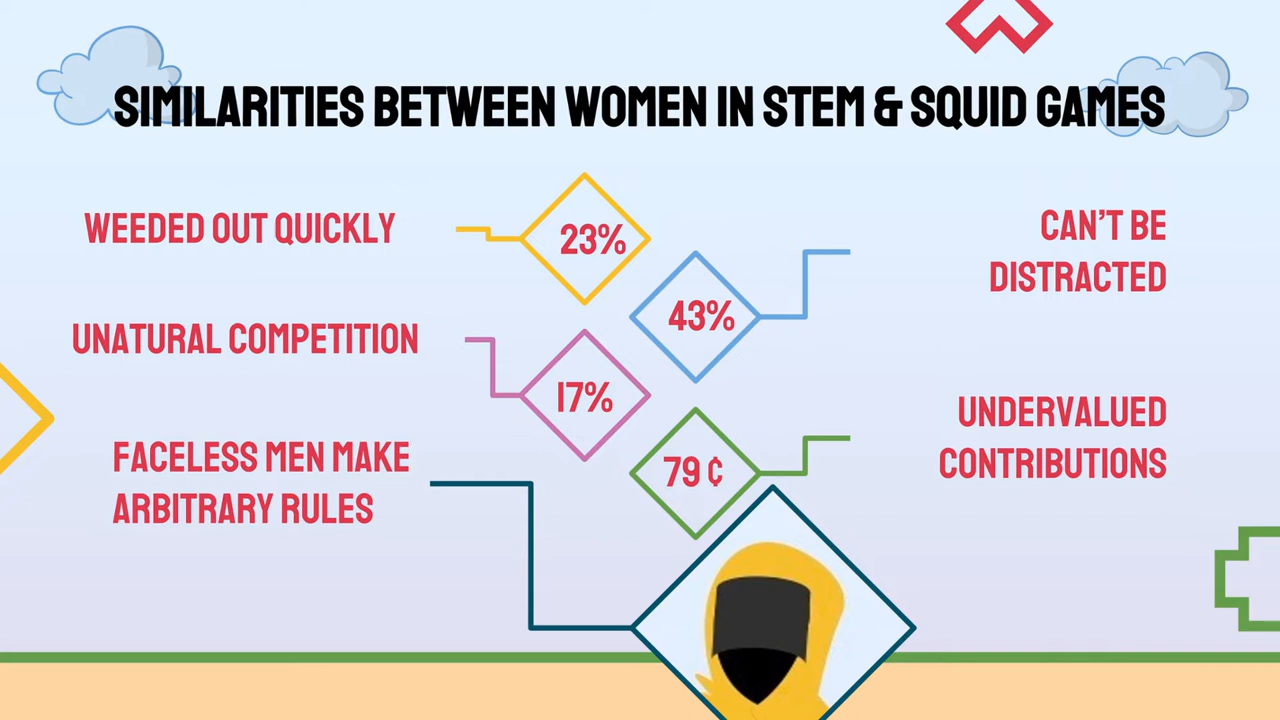 SIMILARITIES BETWEEN WOMEN IN STEM & SQUID GAMES
WEEDED OUT QUICKLY
23%
CAN'T BE
DISTRACTED
43%
UNATURAL COMPETITION
17%
UNDERVALUED
CONTRIBUTIONS
79 ¢
FACELESS MEN MAKE
ARBITRARY RULES